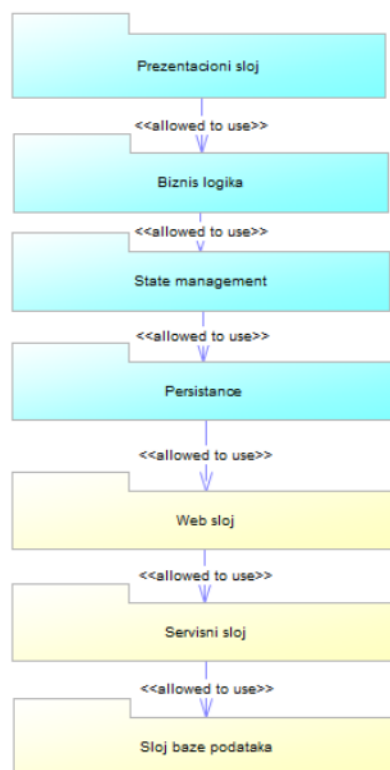 Prezentacioni sloj
<<allowed to use>>
Biznis logika
<<allowed to use>>
State management
<<allowed to use>>
Persistance
<<allowed to use>>
Web sloj
<<allowed to use>>
Servisni sloj
<<allowed to use>>
Sloj baze podataka